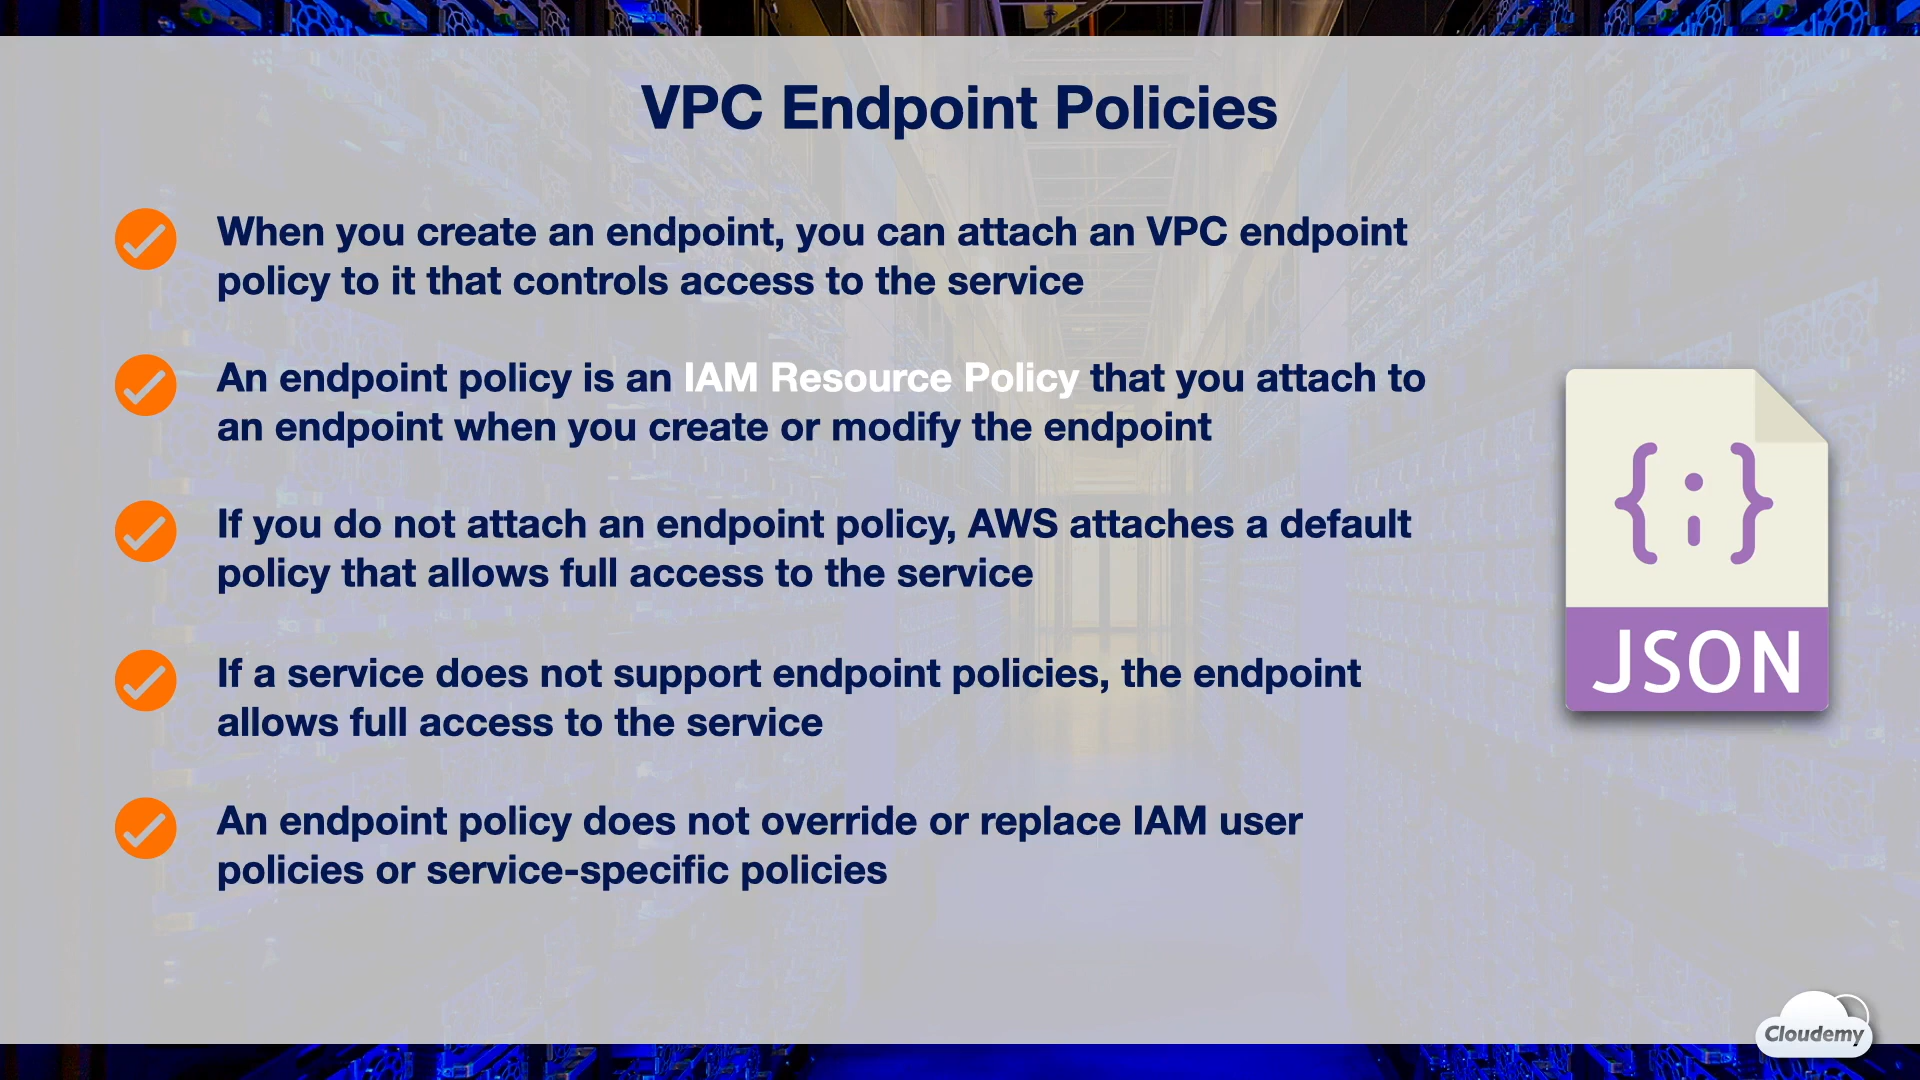 VPC Endpoint Policies
When you create an endpoint, you can attach an VPC endpoint
policy to it that controls access to the service
An endpoint policy is an IAM Resource Policy that you attach to
an endpoint when you create or modify the endpoint
If you do not attach an endpoint policy, AWS attaches a default
policy that allows full access to the service
If a service does not support endpoint policies, the endpoint
allows full access to the service
An endpoint policy does not override or replace IAM user
policies or service-specific policies
{;}
JSON
Cloudemy